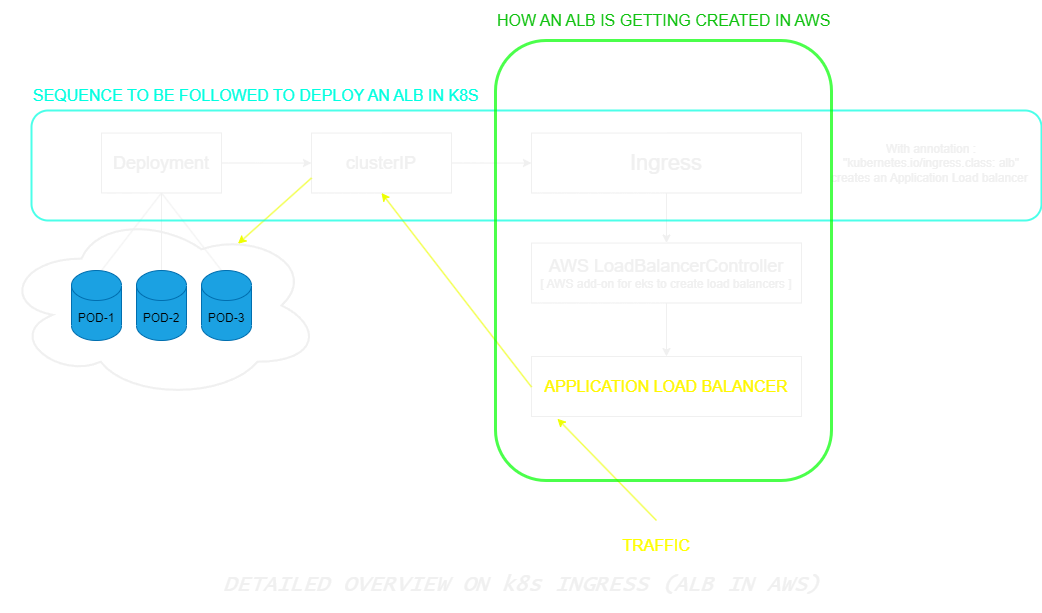 HOW AN ALB IS GETTING CREATED IN AWS
SEQUENCE TO BE FOLLOWED TO DEPLOY AN ALB IN K8S
Deployment
clusterIP
Ingress
With annotation :
"kubernetes.io/ingress.class: alb"
creates an Application Load balancer
AWS LoadBalancerController
[ AWS add-on for eks to create load balancers ]
POD-1
POD-2
POD-3
APPLICATION LOAD BALANCER
TRAFFIC
DETAILED OVERVIEW ON k8s INGRESS (ALB IN AWS)